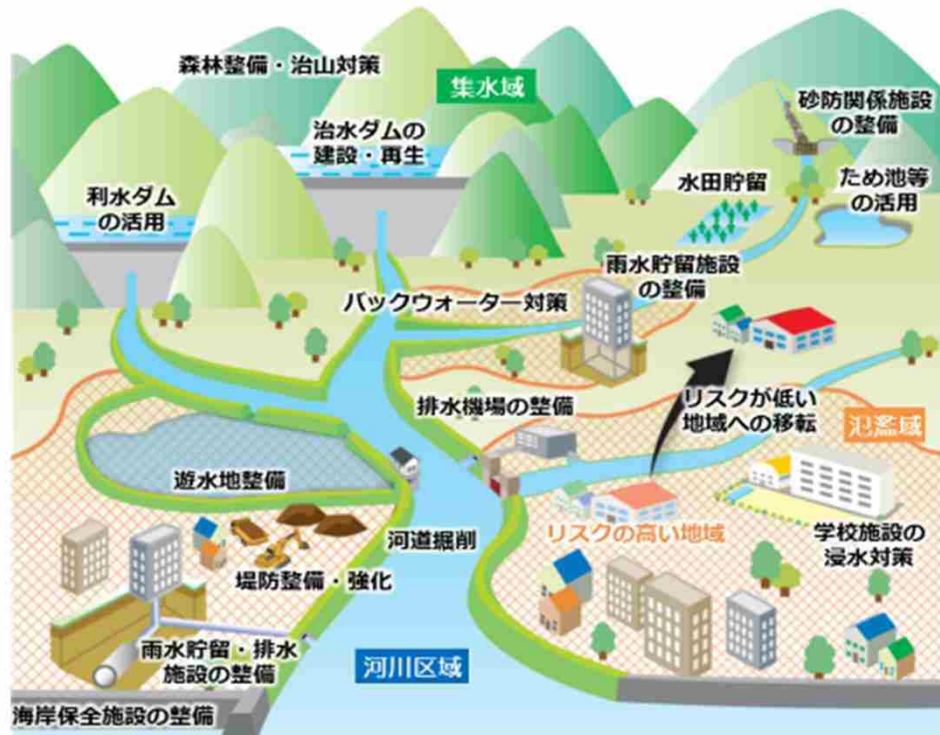 森林整備・治山対策
集水域
砂防関係施設
の整備
治水ダムの
建設・再生
水田貯留
ため池等
の活用
利水ダム
の活用
雨水貯留施設
の整備
バックウォーター対策
リスクが低い
地域への移転
排水機場の整備
氾濫域
遊水地整備
リスクの高い地域
学校施設の
浸水対策
河道掘削
堤防整備・強化
雨水貯留・排水
施設の整備
河川区域
海岸保全施設の整備